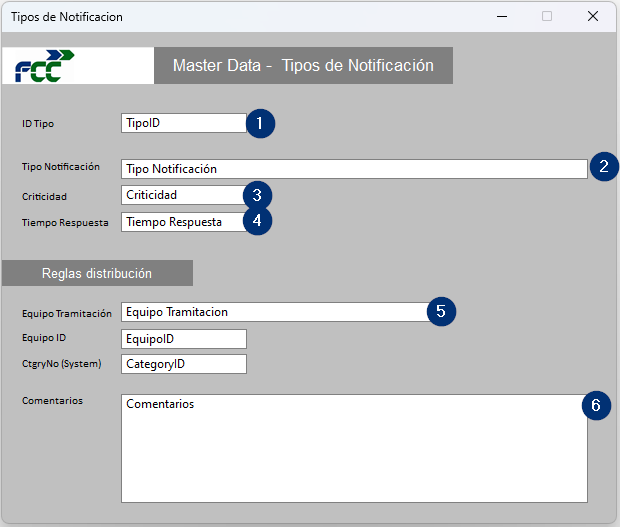 Tipos de Notificacion
FCC
Master Data - Tipos de Notificación
ID Tipo TipoID 1
Tipo Notificación Tipo Notificación 2
Criticidad Criticidad 3
Tiempo Respuesta Tiempo Respuesta 4
Reglas distribución
Equipo Tramitación Equipo Tramitacion 5
Equipo ID EquipoID
CtgryNo (System) CategoryID
Comentarios Comentarios 6